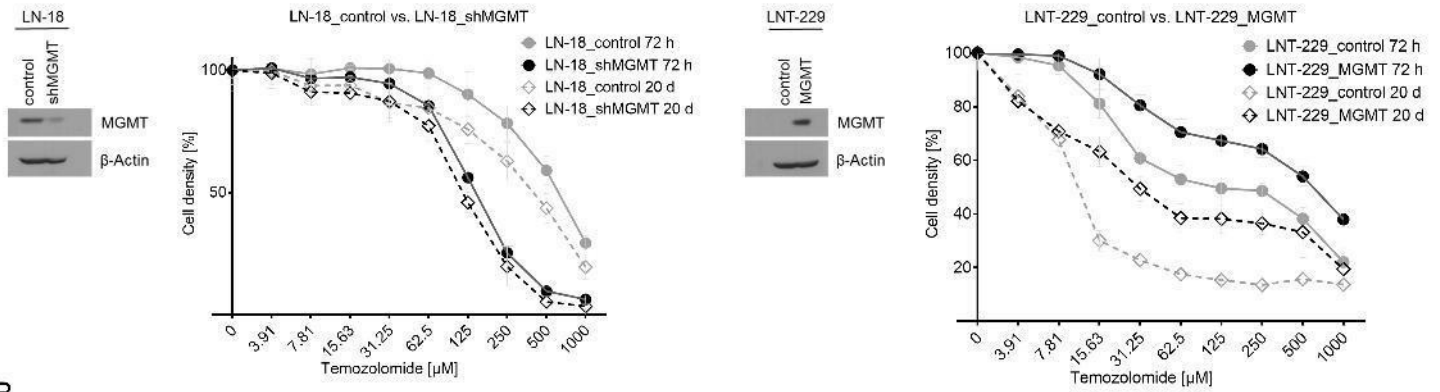 LN-18
control
shMGMT
MGMT
β-Actin
LN-18_control vs. LN-18_shMGMT
LN-18_control 72 h
LN-18_shMGMT 72 h
LN-18_control 20 d
LN-18_shMGMT 20 d
Cell density [%]
100
50
0 3.91 7.81 15.63 31.25 62.5 125 250 500 1000
Temozolomide [µM]
LNT-229
control
MGMT
MGMT
β-Actin
LNT-229_control vs. LNT-229_MGMT
LNT-229_control 72 h
LNT-229_MGMT 72 h
LNT-229_control 20 d
LNT-229_MGMT 20 d
Cell density [%]
100
80
60
40
20
0 3.91 7.81 15.63 31.25 62.5 125 250 500 1000
Temozolomide [µM]